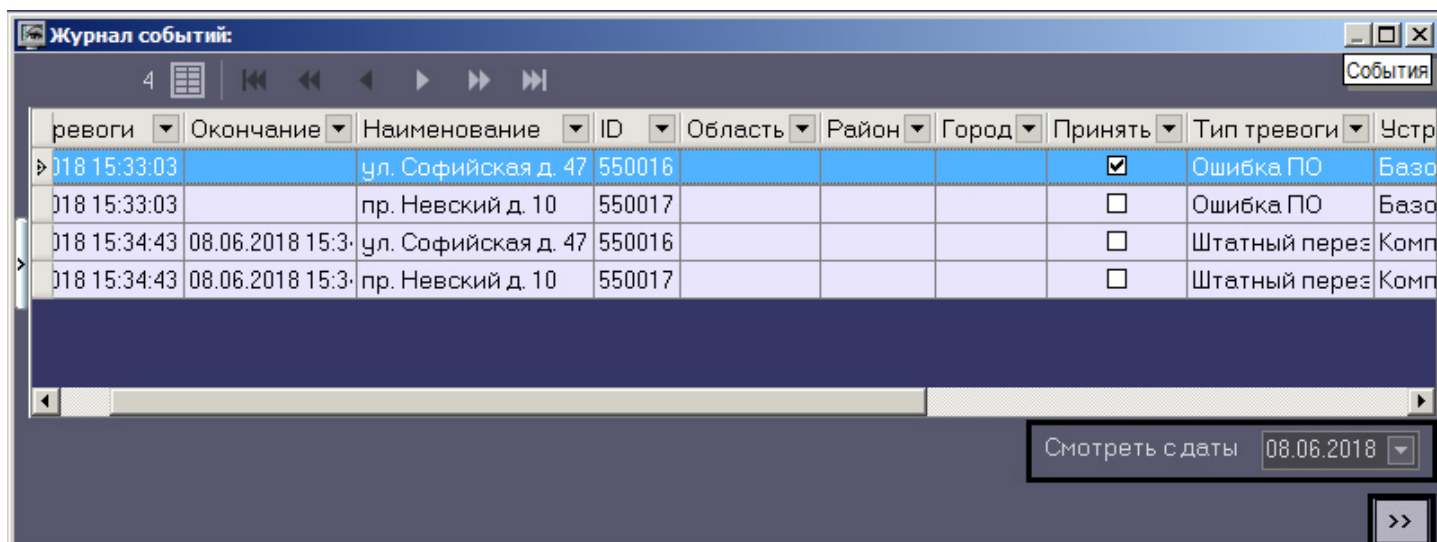 Журнал событий:
События
4
ревоги Окончание Наименование ID Область Район Город Принять Тип тревоги Устр
018 15:33:03 ул. Софийская д. 47 550016 Ошибка ПО Базо
018 15:33:03 пр. Невский д. 10 550017 Ошибка ПО Базо
018 15:34:43 08.06.2018 15:3 ул. Софийская д. 47 550016 Штатный перез Комп
018 15:34:43 08.06.2018 15:3 пр. Невский д. 10 550017 Штатный перез Комп
Смотреть с даты 08.06.2018
>>